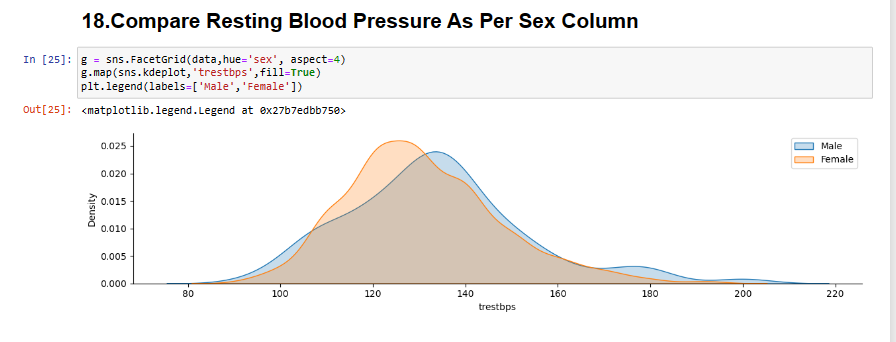 18.Compare Resting Blood Pressure As Per Sex Column
In [25]: g = sns.FacetGrid(data,hue='sex', aspect=4)
g.map(sns.kdeplot,'trestbps',fill=True)
plt.legend(labels=['Male','Female'])
Out[25]: <matplotlib.legend.Legend at 0x27b7edbb750>
Male
Female
0.025
0.020
0.015
0.010
0.005
0.000
Density
80 100 120 140 160 180 200 220
trestbps